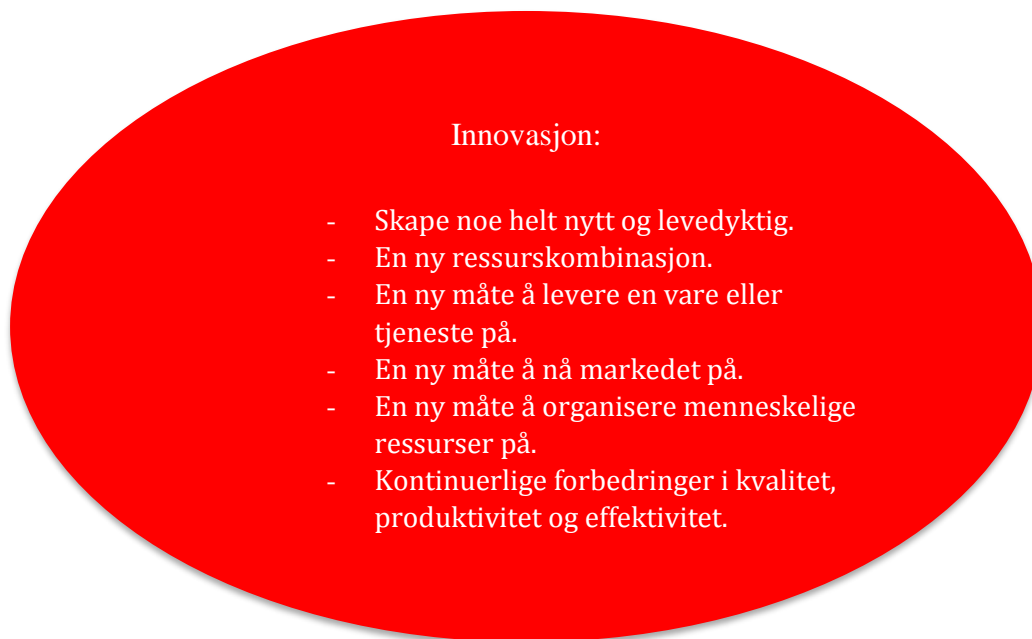 Innovasjon:
- Skape noe helt nytt og levedyktig.
- En ny ressurskombinasjon.
- En ny måte å levere en vare eller
tjeneste på.
- En ny måte å nå markedet på.
- En ny måte å organisere menneskelige
ressurser på.
- Kontinuerlige forbedringer i kvalitet,
produktivitet og effektivitet.